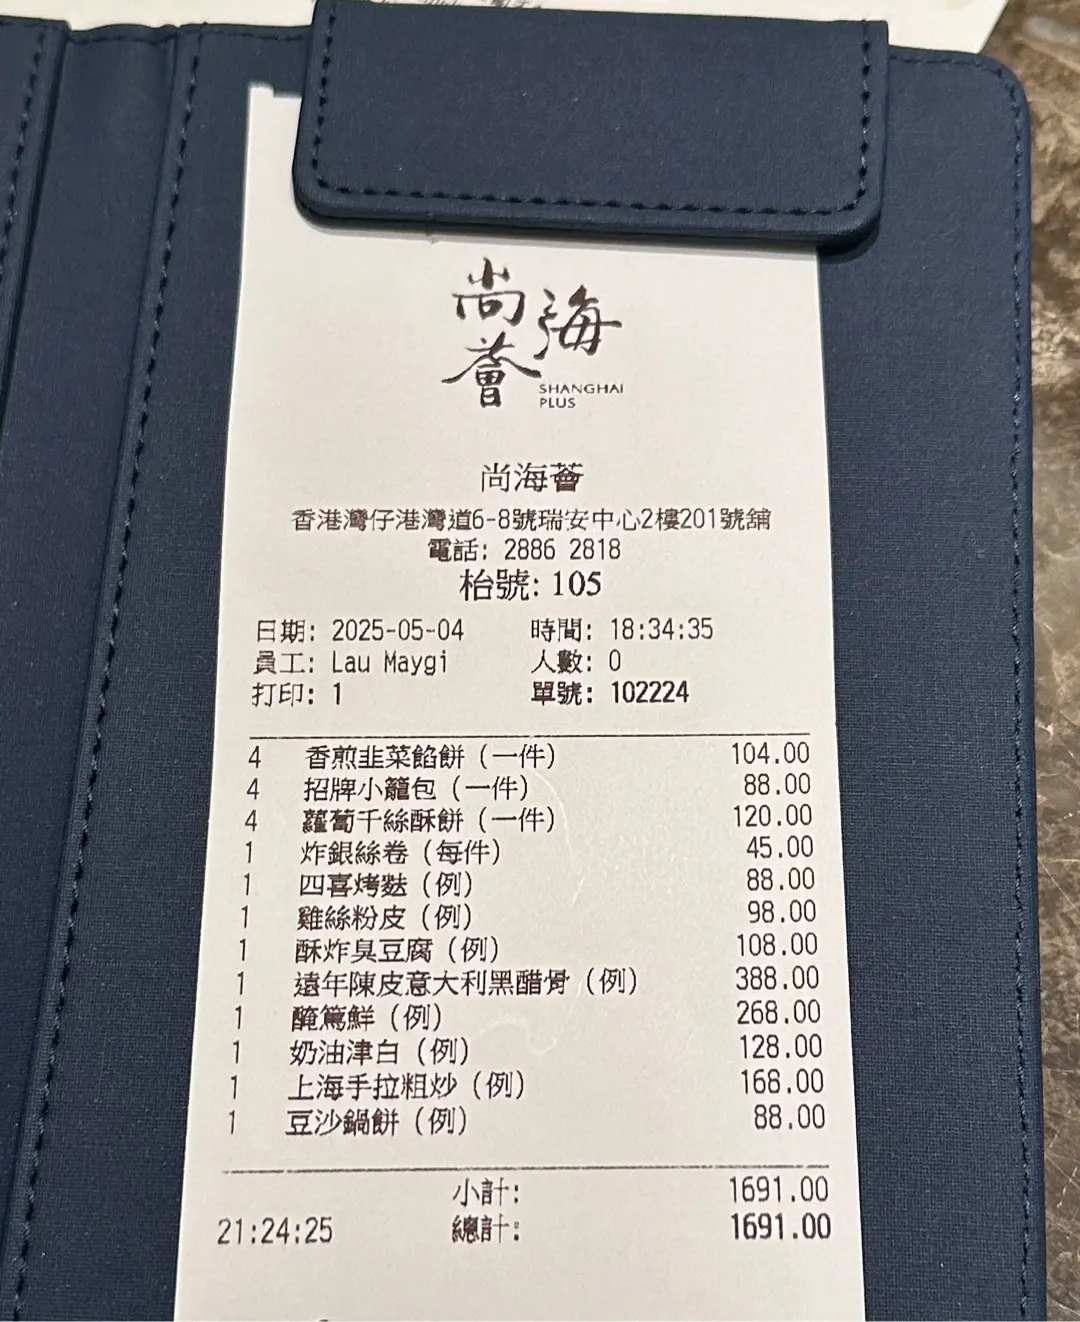 尚海薈
SHANGHAI
PLUS
尚海薈
香港灣仔港灣道6-8號瑞安中心2樓201號舖
電話: 2886 2818
枱號: 105
日期: 2025-05-04 時間: 18:34:35
員工: Lau Maygi 人數: 0
打印: 1 單號: 102224
4 香煎韭菜餡餅 (一件) 104.00
4 招牌小籠包 (一件) 88.00
4 蘿蔔千絲酥餅 (一件) 120.00
1 炸銀絲卷 (每件) 45.00
1 四喜烤麩 (例) 88.00
1 雞絲粉皮 (例) 98.00
1 酥炸臭豆腐 (例) 108.00
1 遠年陳皮意大利黑醋骨 (例) 388.00
1 醃篤鮮 (例) 268.00
1 奶油津白 (例) 128.00
1 上海手拉粗炒 (例) 168.00
1 豆沙鍋餅 (例) 88.00
小計: 1691.00
21:24:25 總計: 1691.00